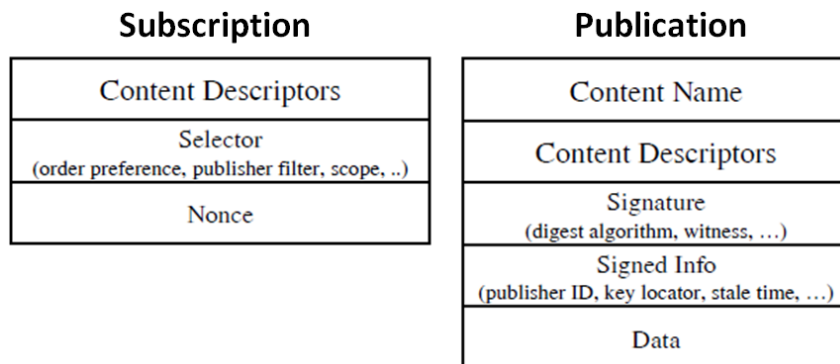 Subscription
Content Descriptors
Selector
(order preference, publisher filter, scope, ..)
Nonce
Publication
Content Name
Content Descriptors
Signature
(digest algorithm, witness, …)
Signed Info
(publisher ID, key locator, stale time, …)
Data